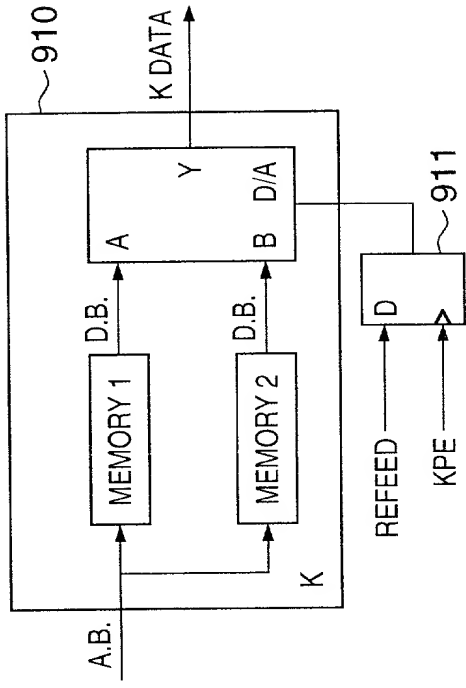 910
K DATA
A
Y
B
D/A
D.B.
D.B.
MEMORY 1
MEMORY 2
A.B.
K
911
D
REFEED
KPE